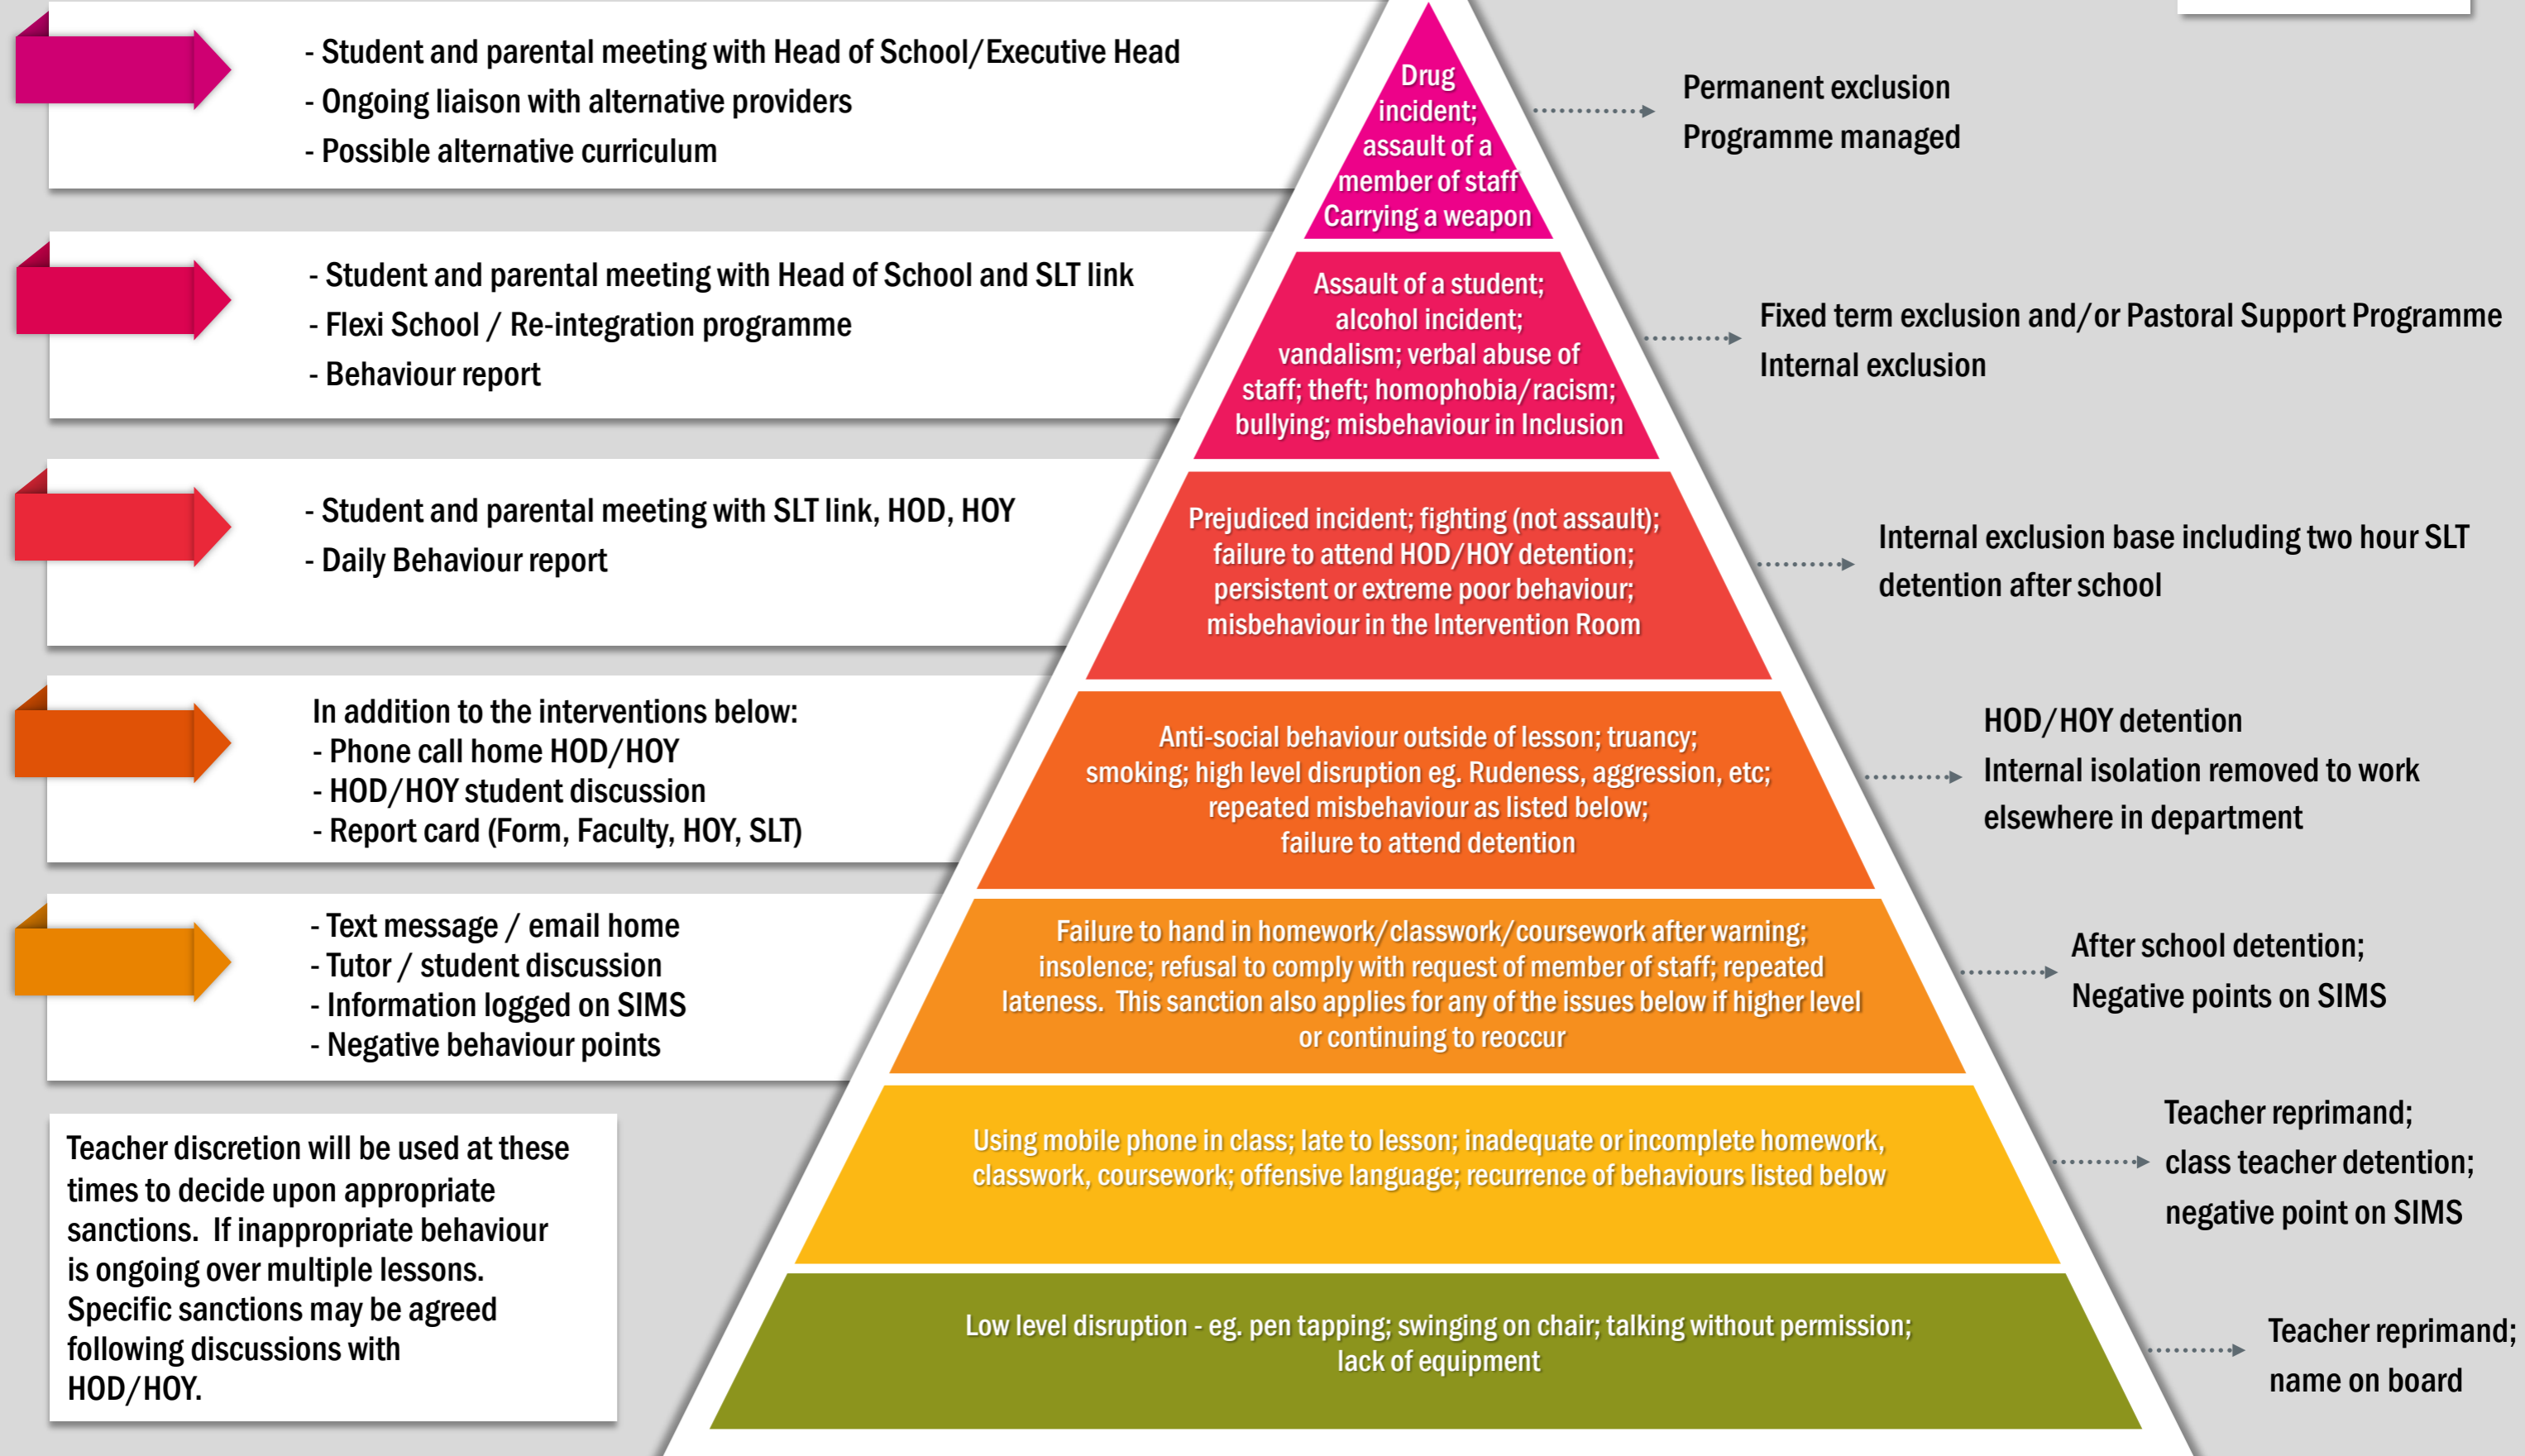 - Student and parental meeting with Head of School/Executive Head
- Ongoing liaison with alternative providers
- Possible alternative curriculum
Drug
incident;
assault of a
member of staff
Carrying a weapon
Permanent exclusion
Programme managed
- Student and parental meeting with Head of School and SLT link
- Flexi School / Re-integration programme
- Behaviour report
Assault of a student;
alcohol incident;
vandalism; verbal abuse of
staff; theft; homophobia/racism;
bullying; misbehaviour in Inclusion
Fixed term exclusion and/or Pastoral Support Programme
Internal exclusion
- Student and parental meeting with SLT link, HOD, HOY
- Daily Behaviour report
Prejudiced incident; fighting (not assault);
failure to attend HOD/HOY detention;
persistent or extreme poor behaviour;
misbehaviour in the Intervention Room
Internal exclusion base including two hour SLT
detention after school
In addition to the interventions below:
- Phone call home HOD/HOY
- HOD/HOY student discussion
- Report card (Form, Faculty, HOY, SLT)
Anti-social behaviour outside of lesson; truancy;
smoking; high level disruption eg. Rudeness, aggression, etc;
repeated misbehaviour as listed below;
failure to attend detention
HOD/HOY detention
Internal isolation removed to work
elsewhere in department
- Text message / email home
- Tutor / student discussion
- Information logged on SIMS
- Negative behaviour points
Failure to hand in homework/classwork/coursework after warning;
insolence; refusal to comply with request of member of staff; repeated
lateness.  This sanction also applies for any of the issues below if higher level
or continuing to reoccur
After school detention;
Negative points on SIMS
Teacher discretion will be used at these
times to decide upon appropriate
sanctions.  If inappropriate behaviour
is ongoing over multiple lessons.
Specific sanctions may be agreed
following discussions with
HOD/HOY.
Using mobile phone in class; late to lesson; inadequate or incomplete homework,
classwork, coursework; offensive language; recurrence of behaviours listed below
Teacher reprimand;
class teacher detention;
negative point on SIMS
Low level disruption - eg. pen tapping; swinging on chair; talking without permission;
lack of equipment
Teacher reprimand;
name on board